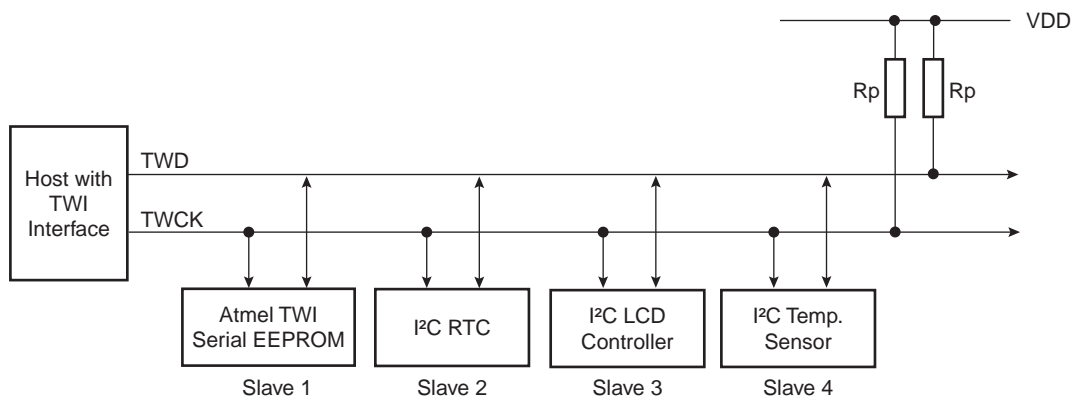 VDD
Rp
Rp
Host with
TWI
Interface
TWD
TWCK
Atmel TWI
Serial EEPROM
I²C RTC
I²C LCD
Controller
I²C Temp.
Sensor
Slave 1
Slave 2
Slave 3
Slave 4